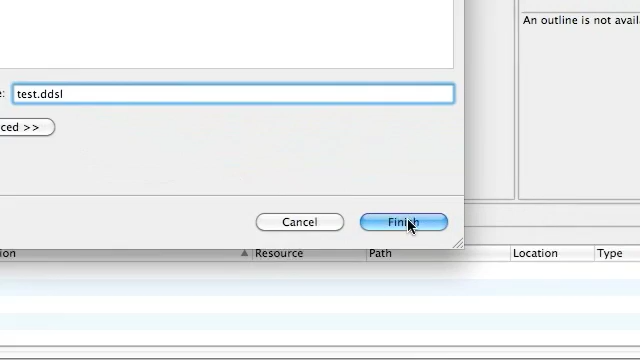 An outline is not avail
e:
test.ddsl
ced >>
Cancel
Finish
ion
Resource
Path
Location
Type